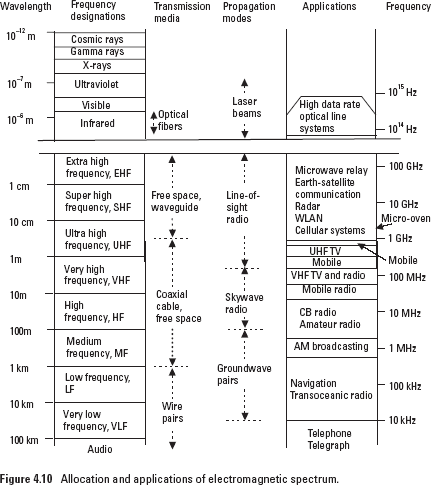 Wavelength
Frequency
designations
Transmission
media
Propagation
modes
Applications
Frequency
10⁻¹² m
Cosmic rays
Gamma rays
X-rays
10⁻⁷ m
Ultraviolet
10¹⁵ Hz
Visible
Optical
fibers
Laser
beams
High data rate
optical line
systems
10⁻⁶ m
Infrared
10¹⁴ Hz
Extra high
frequency, EHF
Microwave relay
Earth-satellite
communication
Radar
WLAN
Cellular systems
100 GHz
1 cm
Super high
frequency, SHF
Free space,
waveguide
Line-of-
sight
radio
10 GHz
Micro-oven
10 cm
Ultra high
frequency, UHF
1 GHz
UHF TV
Mobile
Mobile
1m
Very high
frequency, VHF
VHF TV and radio
100 MHz
Mobile radio
10m
Coaxial
cable,
free space
Skywave
radio
High
frequency, HF
CB radio
Amateur radio
10 MHz
100m
Medium
frequency, MF
AM broadcasting
1 MHz
1 km
Low frequency,
LF
Groundwave
pairs
Navigation
Transoceanic radio
100 kHz
10 km
Wire
pairs
Very low
frequency, VLF
10 kHz
100 km
Audio
Telephone
Telegraph
Figure 4.10 Allocation and applications of electromagnetic spectrum.